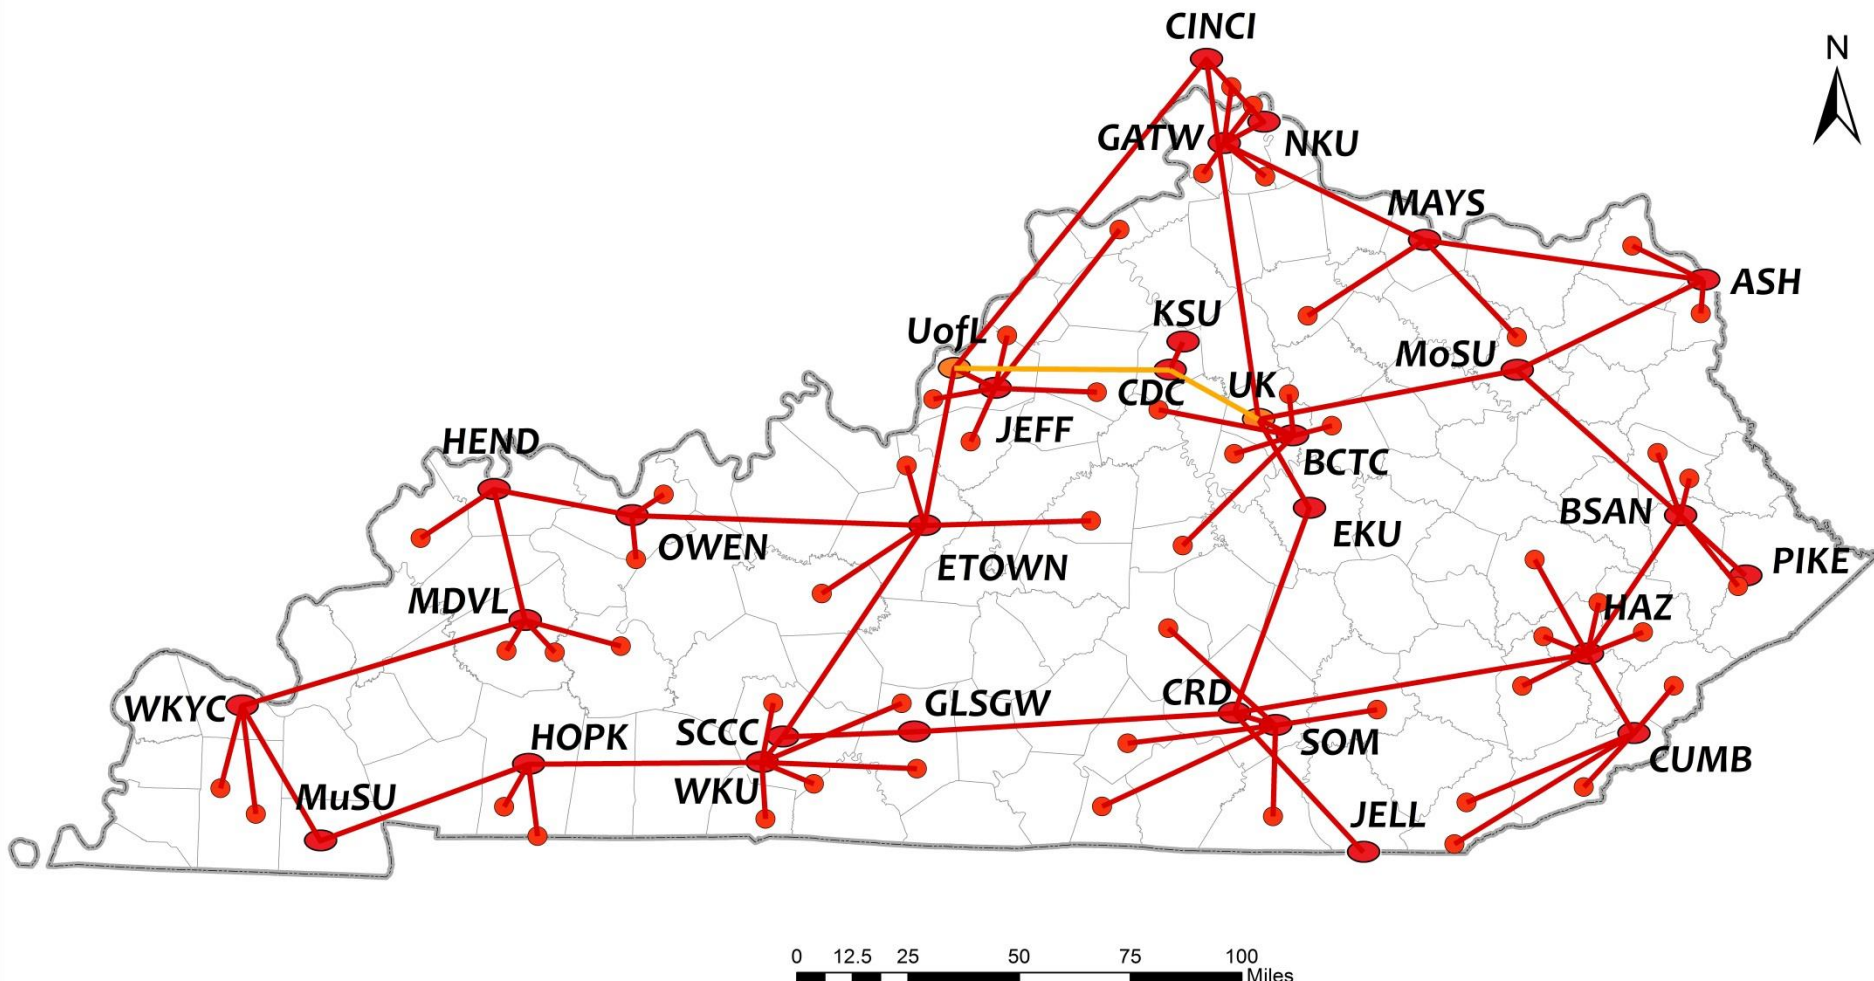 CINCI
N
GATW
NKU
MAYS
ASH
KSU
UofL
MoSU
CDC
UK
JEFF
HEND
BCTC
BSAN
EKU
OWEN
ETOWN
PIKE
MDVL
HAZ
CRD
GLSGW
WKYC
SCCC
HOPK
SOM
CUMB
WKU
MuSU
JELL
0 12.5 25 50 75 100
Miles